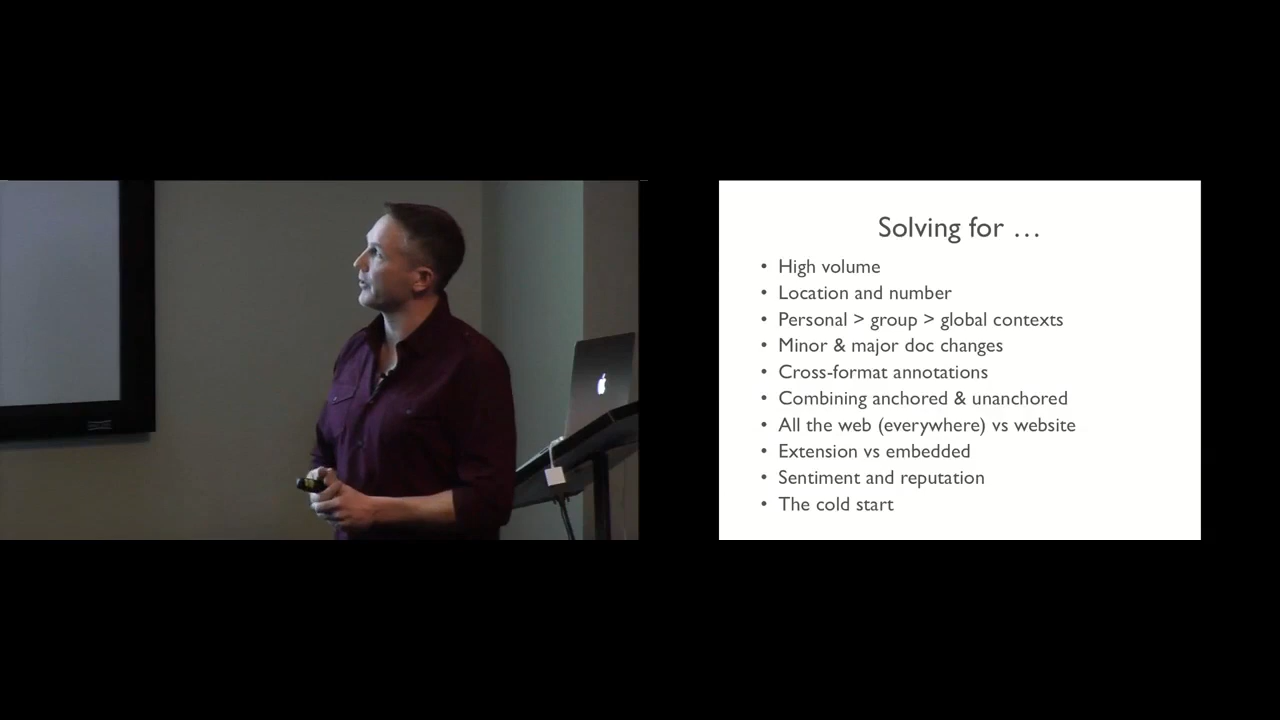 Solving for …
• High volume
• Location and number
• Personal > group > global contexts
• Minor & major doc changes
• Cross-format annotations
• Combining anchored & unanchored
• All the web (everywhere) vs website
• Extension vs embedded
• Sentiment and reputation
• The cold start